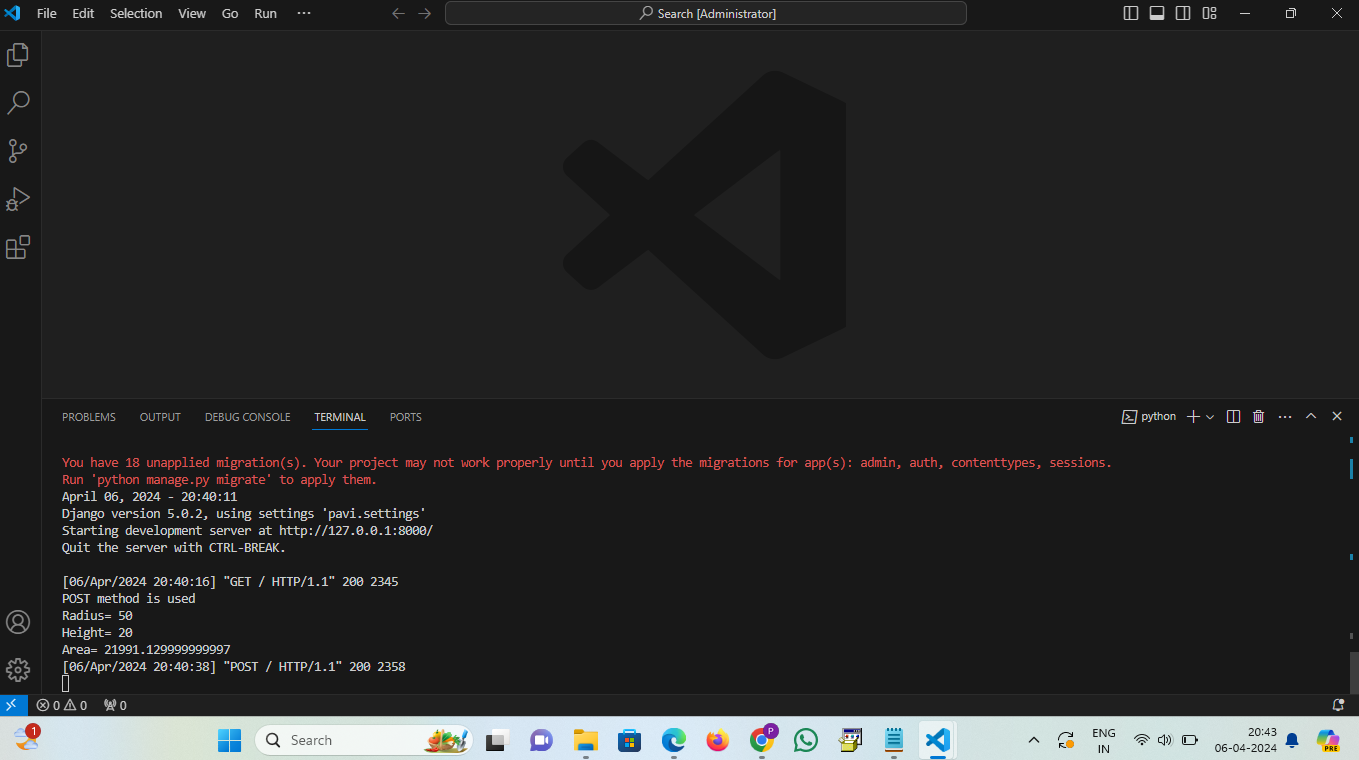 File Edit Selection View Go Run ···
Search [Administrator]
PROBLEMS OUTPUT DEBUG CONSOLE TERMINAL PORTS
python
You have 18 unapplied migration(s). Your project may not work properly until you apply the migrations for app(s): admin, auth, contenttypes, sessions.
Run 'python manage.py migrate' to apply them.
April 06, 2024 - 20:40:11
Django version 5.0.2, using settings 'pavi.settings'
Starting development server at http://127.0.0.1:8000/
Quit the server with CTRL-BREAK.
[06/Apr/2024 20:40:16] "GET / HTTP/1.1" 200 2345
POST method is used
Radius= 50
Height= 20
Area= 21991.129999999997
[06/Apr/2024 20:40:38] "POST / HTTP/1.1" 200 2358
0 0 0
1
Search
P
ENG
IN
20:43
06-04-2024
PRE